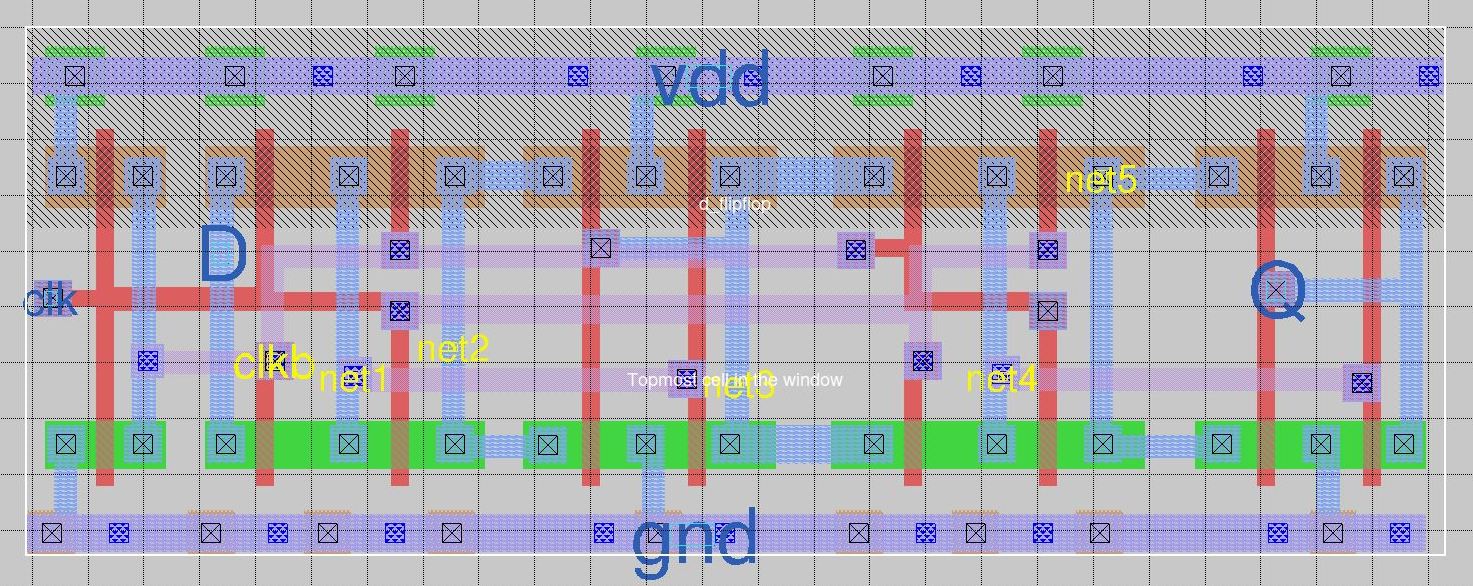 vdd
net5
d_flipflop
D
clk
Q
net2
clkb
net1
Topmost cell in the window
net3
net4
gnd